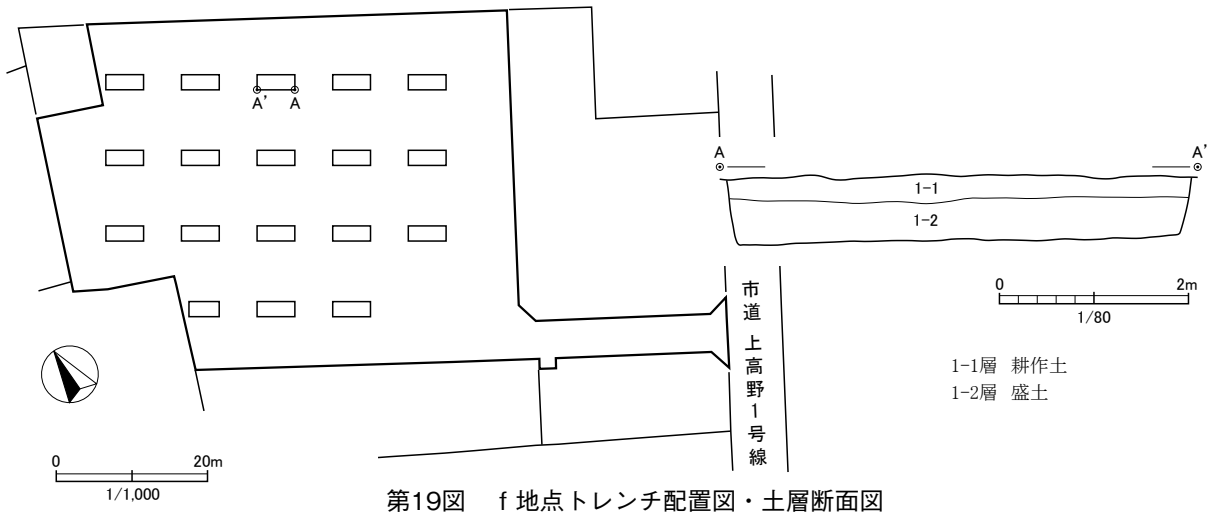 A' A
A A'
1-1
1-2
0 2m
1/80
市道 上高野1号線
1-1層 耕作土
1-2層 盛土
0 20m
1/1,000
第19図 f 地点トレンチ配置図・土層断面図